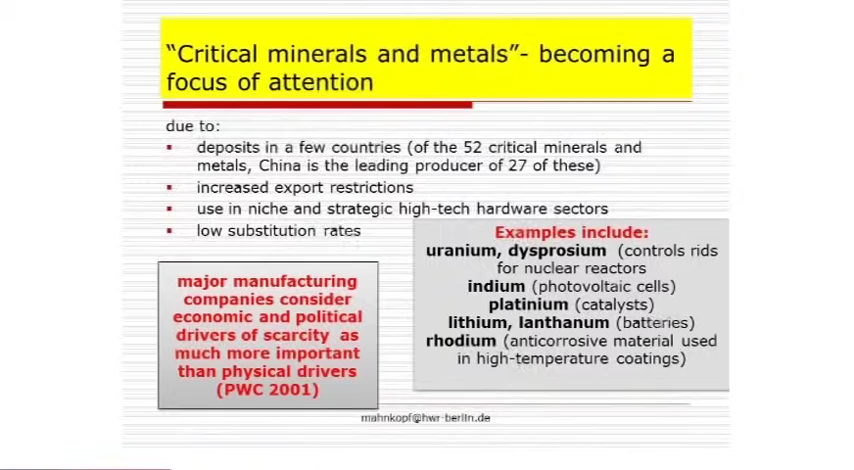 “Critical minerals and metals”- becoming a
focus of attention
due to:
▪ deposits in a few countries (of the 52 critical minerals and
metals, China is the leading producer of 27 of these)
▪ increased export restrictions
▪ use in niche and strategic high-tech hardware sectors
▪ low substitution rates
Examples include:
uranium, dysprosium (controls rids
for nuclear reactors
indium (photovoltaic cells)
platinium (catalysts)
lithium, lanthanum (batteries)
rhodium (anticorrosive material used
in high-temperature coatings)
major manufacturing
companies consider
economic and political
drivers of scarcity as
much more important
than physical drivers
(PWC 2001)
mahnkopf@hwr-berlin.de